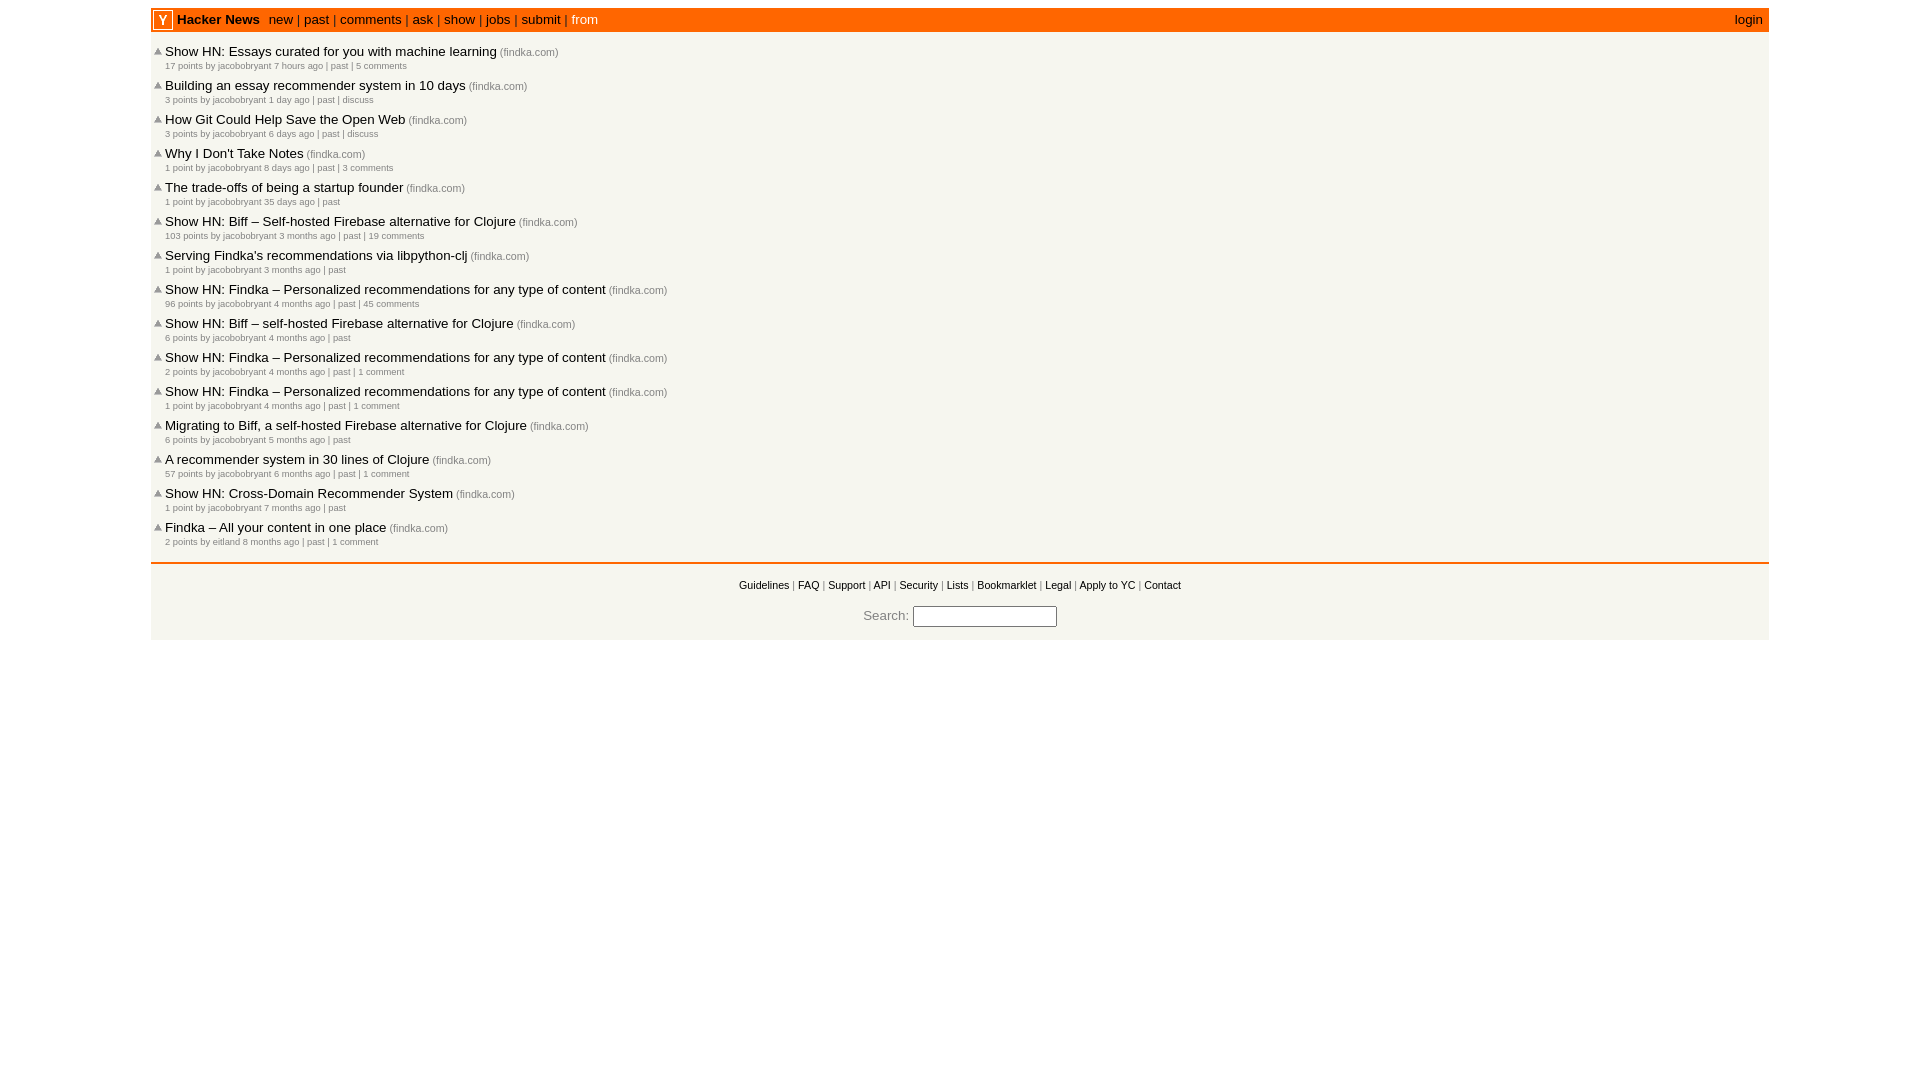 Y Hacker News new | past | comments | ask | show | jobs | submit | from login
Show HN: Essays curated for you with machine learning (findka.com)
17 points by jacobobryant 7 hours ago | past | 5 comments
Building an essay recommender system in 10 days (findka.com)
3 points by jacobobryant 1 day ago | past | discuss
How Git Could Help Save the Open Web (findka.com)
3 points by jacobobryant 6 days ago | past | discuss
Why I Don't Take Notes (findka.com)
1 point by jacobobryant 8 days ago | past | 3 comments
The trade-offs of being a startup founder (findka.com)
1 point by jacobobryant 35 days ago | past
Show HN: Biff – Self-hosted Firebase alternative for Clojure (findka.com)
103 points by jacobobryant 3 months ago | past | 19 comments
Serving Findka's recommendations via libpython-clj (findka.com)
1 point by jacobobryant 3 months ago | past
Show HN: Findka – Personalized recommendations for any type of content (findka.com)
96 points by jacobobryant 4 months ago | past | 45 comments
Show HN: Biff – self-hosted Firebase alternative for Clojure (findka.com)
6 points by jacobobryant 4 months ago | past
Show HN: Findka – Personalized recommendations for any type of content (findka.com)
2 points by jacobobryant 4 months ago | past | 1 comment
Show HN: Findka – Personalized recommendations for any type of content (findka.com)
1 point by jacobobryant 4 months ago | past | 1 comment
Migrating to Biff, a self-hosted Firebase alternative for Clojure (findka.com)
6 points by jacobobryant 5 months ago | past
A recommender system in 30 lines of Clojure (findka.com)
57 points by jacobobryant 6 months ago | past | 1 comment
Show HN: Cross-Domain Recommender System (findka.com)
1 point by jacobobryant 7 months ago | past
Findka – All your content in one place (findka.com)
2 points by eitland 8 months ago | past | 1 comment
Guidelines | FAQ | Support | API | Security | Lists | Bookmarklet | Legal | Apply to YC | Contact
Search: